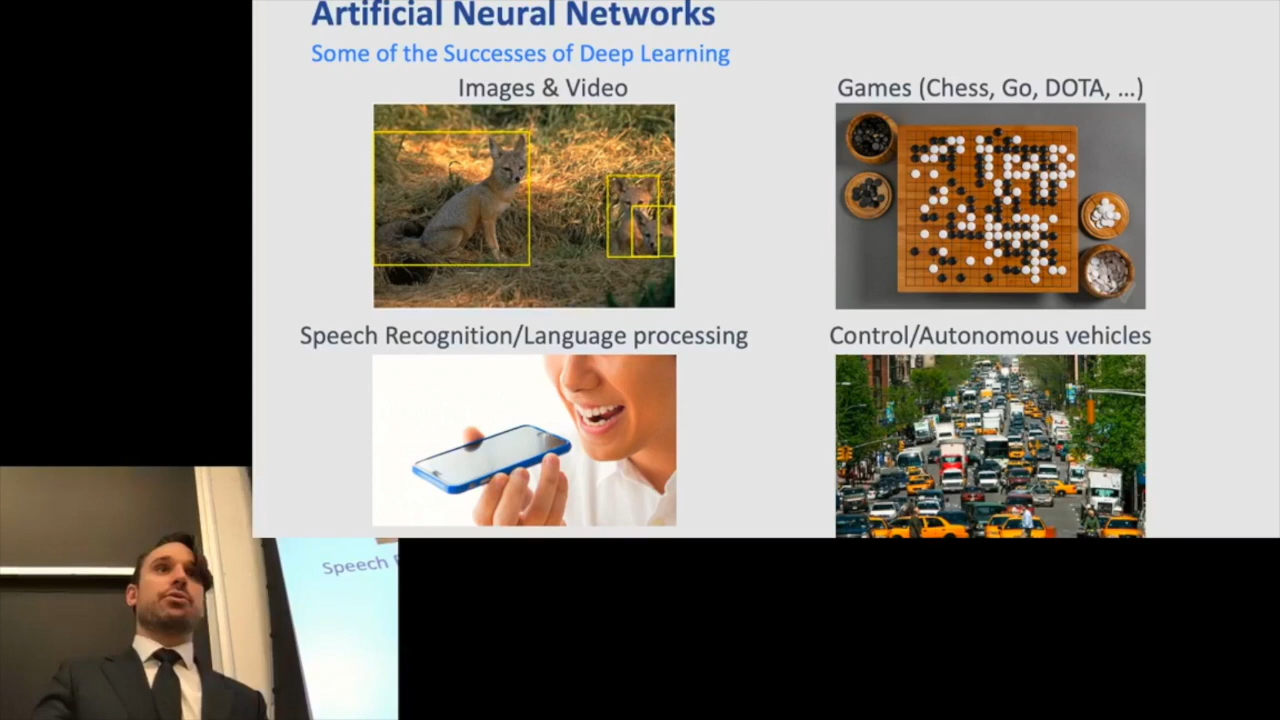 Artificial Neural Networks
Some of the Successes of Deep Learning
Images & Video
Games (Chess, Go, DOTA, ...)
Speech Recognition/Language processing
Control/Autonomous vehicles
Speech